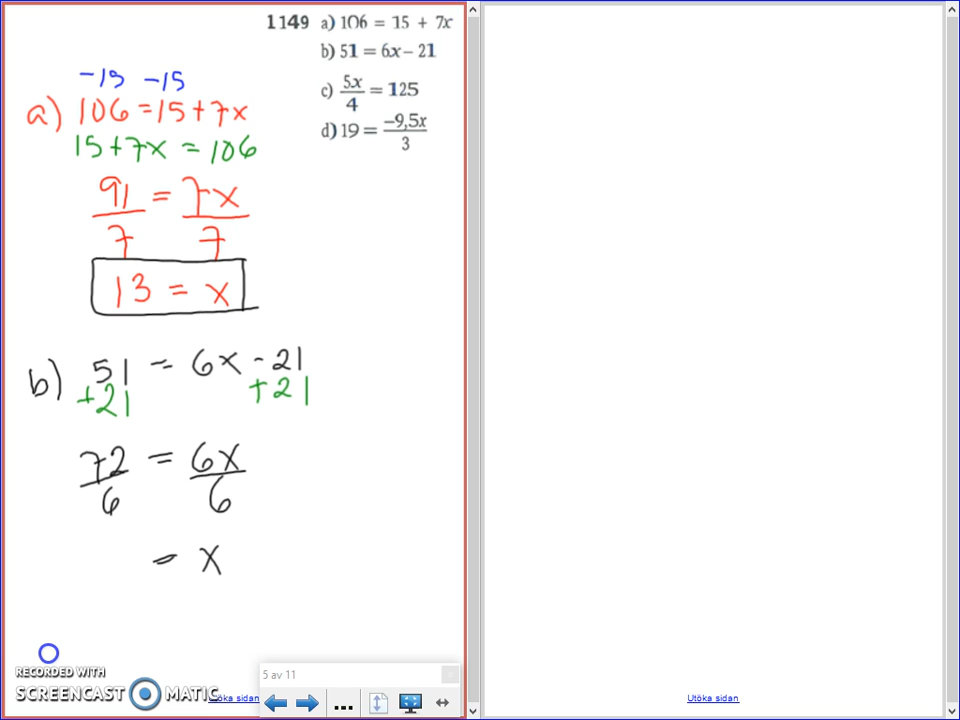 1149 a) 106 = 15 + 7x
b) 51 = 6x – 21
c) 5x/4 = 125
d) 19 = –9,5x/3
-15 -15
a) 106 = 15 + 7x
15 + 7x = 106
91/7 = 7x/7
13 = x
b) 51 = 6x - 21
+21 +21
72/6 = 6x/6
= x
RECORDED WITH
SCREENCAST MATIC
5 av 11
Utöka sidan
Utöka sidan